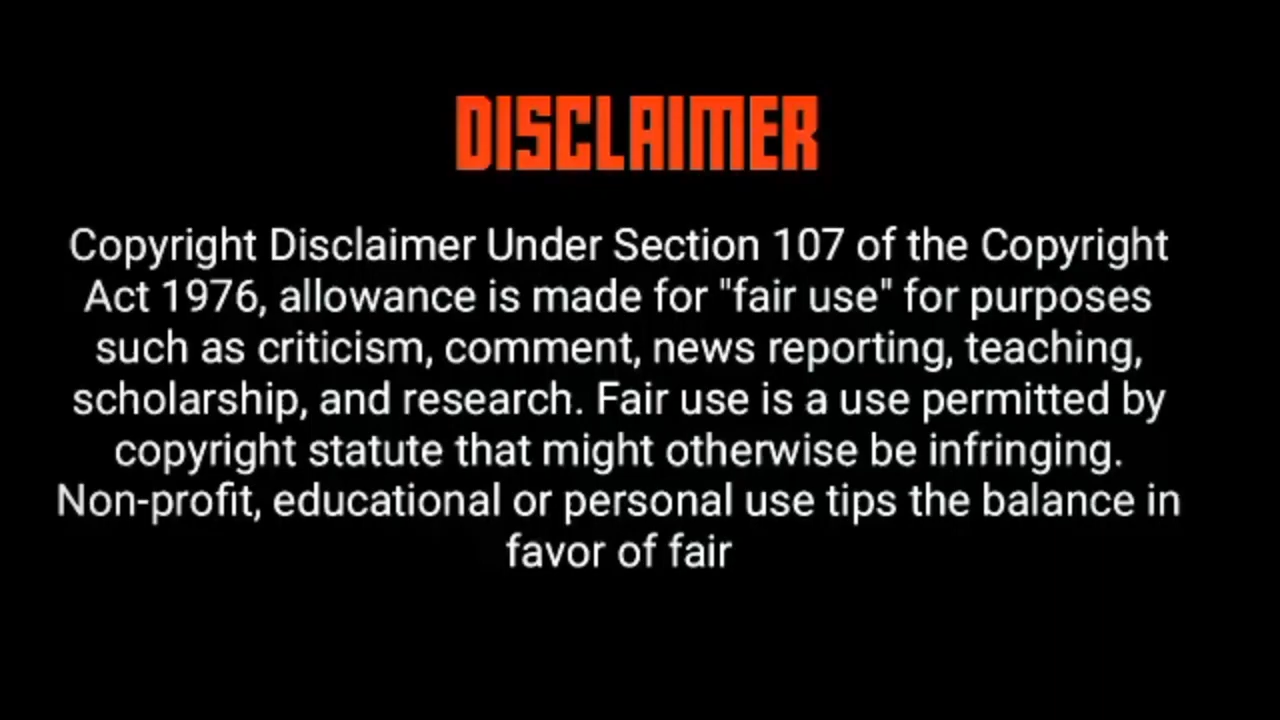 DISCLAIMER
Copyright Disclaimer Under Section 107 of the Copyright
Act 1976, allowance is made for "fair use" for purposes
such as criticism, comment, news reporting, teaching,
scholarship, and research. Fair use is a use permitted by
copyright statute that might otherwise be infringing.
Non-profit, educational or personal use tips the balance in
favor of fair